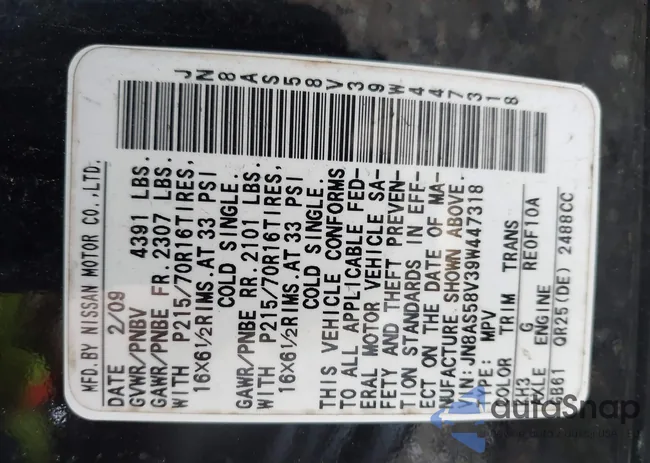 JN8AS58V39W447318
MFD.BY NISSAN MOTOR CO.,LTD.
DATE 2/09
GVWR/PNBV 4391 LBS.
GAWR/PNBE FR.2307 LBS.
WITH P215/70R16TIRES,
16X6 1/2RIMS.AT 33 PSI
COLD SINGLE.
GAWR/PNBE RR.2101 LBS.
WITH P215/70R16TIRES,
16X6 1/2RIMS.AT 33 PSI
COLD SINGLE.
THIS VEHICLE CONFORMS
TO ALL APPLICABLE FED-
ERAL MOTOR VEHICLE SA-
FETY AND THEFT PREVEN-
TION STANDARDS IN EFF-
ECT ON THE DATE OF MA-
NUFACTURE SHOWN ABOVE.
VIN:JN8AS58V39W447318
TYPE: MPV
COLOR TRIM TRANS
KH3 G RE0F10A
AXLE ENGINE
GB61 QR25(DE) 2488CC
autoSnap